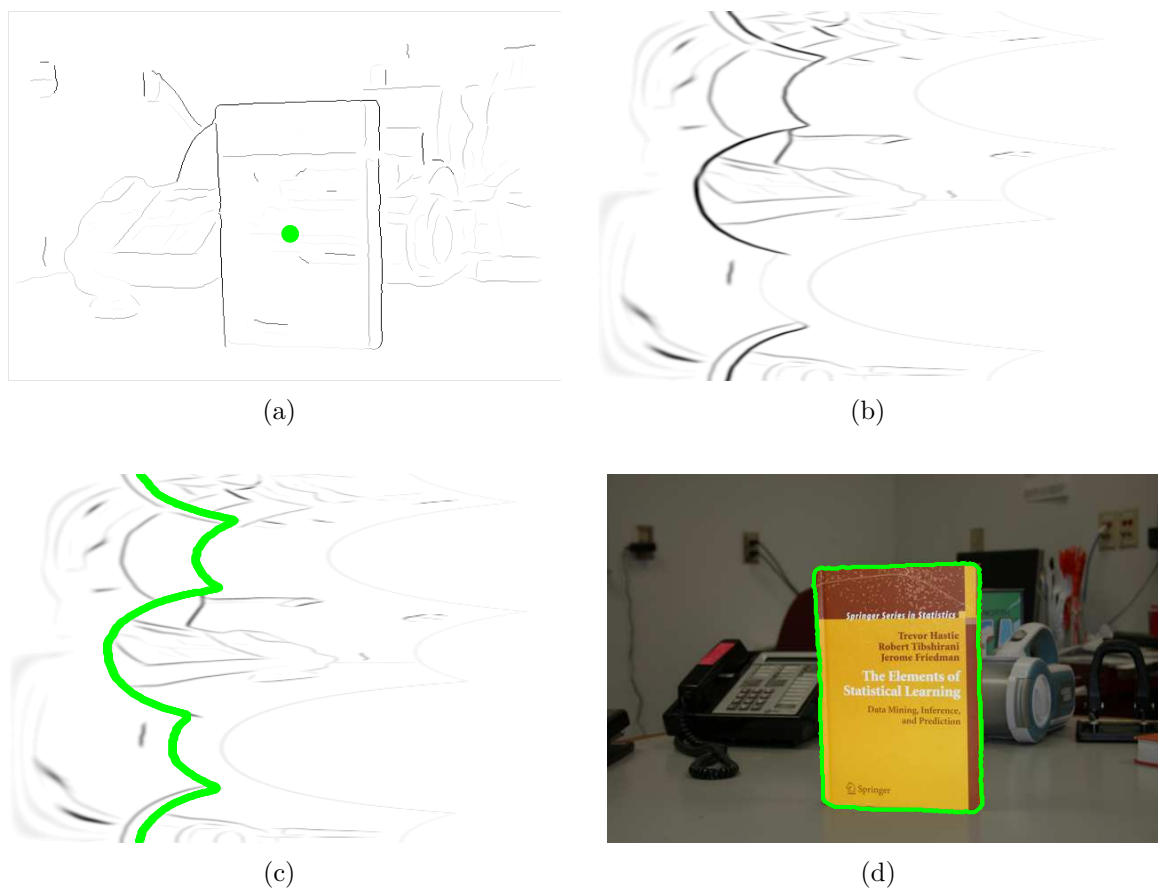 (a)
(b)
(c)
Springer Series in Statistics
Trevor Hastie
Robert Tibshirani
Jerome Friedman
The Elements of
Statistical Learning
Data Mining, Inference,
and Prediction
Springer
(d)